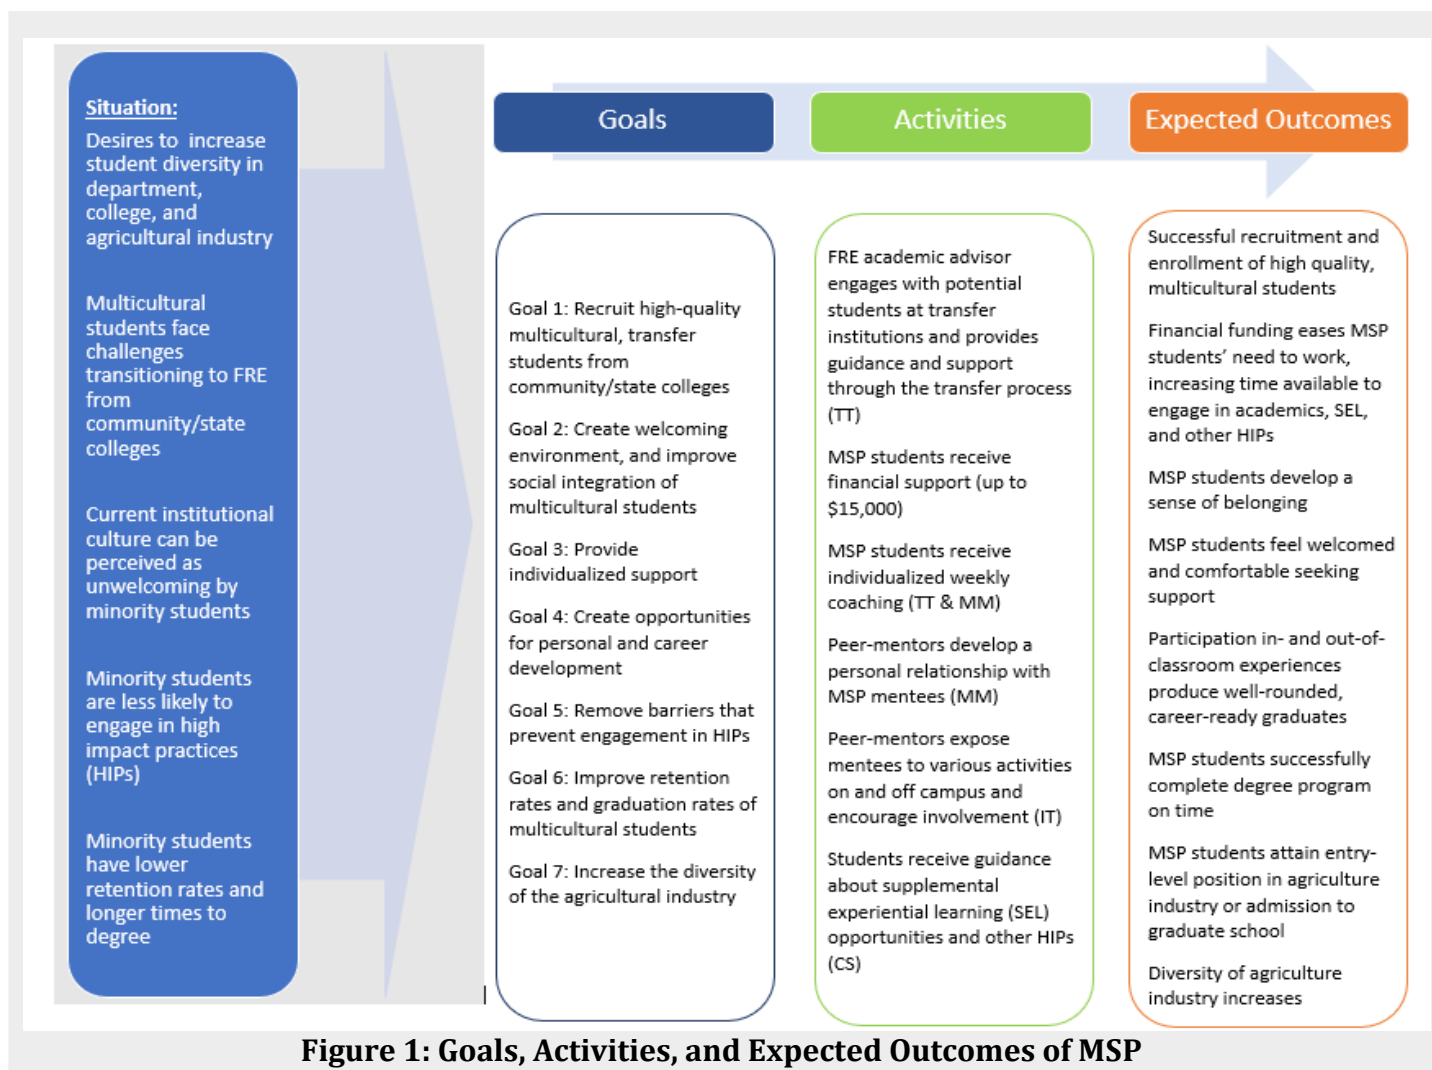 Situation:
Desires to increase
student diversity in
department,
college, and
agricultural industry
Multicultural
students face
challenges
transitioning to FRE
from
community/state
colleges
Current institutional
culture can be
perceived as
unwelcoming by
minority students
Minority students
are less likely to
engage in high
impact practices
(HIPs)
Minority students
have lower
retention rates and
longer times to
degree
Goals
Goal 1: Recruit high-quality
multicultural, transfer
students from
community/state colleges
Goal 2: Create welcoming
environment, and improve
social integration of
multicultural students
Goal 3: Provide
individualized support
Goal 4: Create opportunities
for personal and career
development
Goal 5: Remove barriers that
prevent engagement in HIPs
Goal 6: Improve retention
rates and graduation rates of
multicultural students
Goal 7: Increase the diversity
of the agricultural industry
Activities
FRE academic advisor
engages with potential
students at transfer
institutions and provides
guidance and support
through the transfer process
(TT)
MSP students receive
financial support (up to
$15,000)
MSP students receive
individualized weekly
coaching (TT & MM)
Peer-mentors develop a
personal relationship with
MSP mentees (MM)
Peer-mentors expose
mentees to various activities
on and off campus and
encourage involvement (IT)
Students receive guidance
about supplemental
experiential learning (SEL)
opportunities and other HIPs
(CS)
Expected Outcomes
Successful recruitment and
enrollment of high quality,
multicultural students
Financial funding eases MSP
students' need to work,
increasing time available to
engage in academics, SEL,
and other HIPs
MSP students develop a
sense of belonging
MSP students feel welcomed
and comfortable seeking
support
Participation in- and out-of-
classroom experiences
produce well-rounded,
career-ready graduates
MSP students successfully
complete degree program
on time
MSP students attain entry-
level position in agriculture
industry or admission to
graduate school
Diversity of agriculture
industry increases
Figure 1: Goals, Activities, and Expected Outcomes of MSP